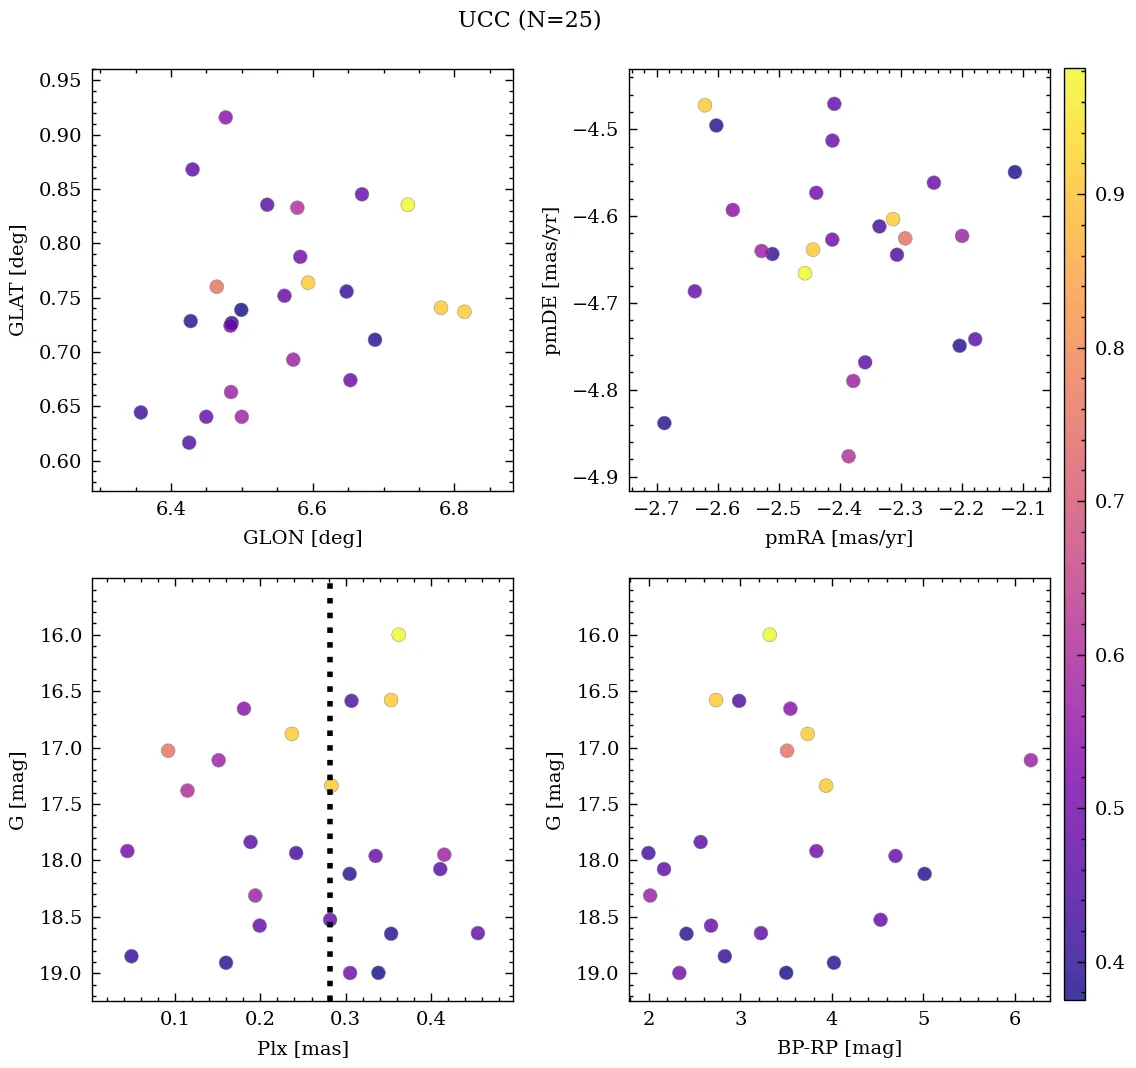 UCC (N=25)
0.95
0.90
0.85
0.80
0.75
0.70
0.65
0.60
GLAT [deg]
6.4 6.6 6.8
GLON [deg]
−4.5
−4.6
−4.7
−4.8
−4.9
pmDE [mas/yr]
−2.7 −2.6 −2.5 −2.4 −2.3 −2.2 −2.1
pmRA [mas/yr]
16.0
16.5
17.0
17.5
18.0
18.5
19.0
G [mag]
0.1 0.2 0.3 0.4
Plx [mas]
16.0
16.5
17.0
17.5
18.0
18.5
19.0
G [mag]
2 3 4 5 6
BP-RP [mag]
0.9
0.8
0.7
0.6
0.5
0.4